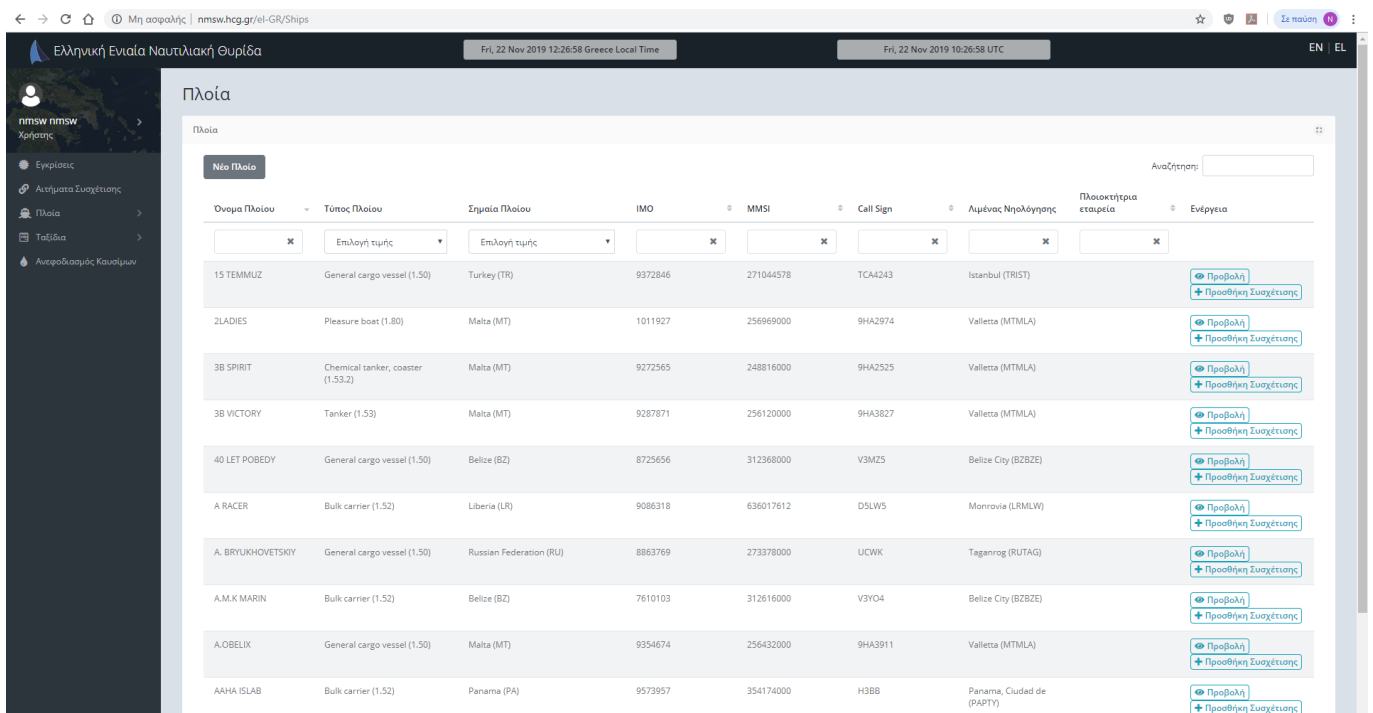 Μη ασφαλής | nmsw.hcg.gr/el-GR/Ships Σε παύση N
Ελληνική Ενιαία Ναυτιλιακή Θυρίδα Fri, 22 Nov 2019 12:26:58 Greece Local Time Fri, 22 Nov 2019 10:26:58 UTC EN | EL
nmsw nmsw
Χρήστης
Εγκρίσεις
Αιτήματα Συσχέτισης
Πλοία
Ταξίδια
Ανεφοδιασμός Καυσίμων
Πλοία
Πλοία
Νέο Πλοίο Αναζήτηση:
Όνομα Πλοίου Τύπος Πλοίου Σημαία Πλοίου IMO MMSI Call Sign Λιμένας Νηολόγησης Πλοιοκτήτρια εταιρεία Ενέργεια
Επιλογή τιμής Επιλογή τιμής
15 TEMMUZ General cargo vessel (1.50) Turkey (TR) 9372846 271044578 TCA4243 Istanbul (TRIST) Προβολή
Προσθήκη Συσχέτισης
2LADIES Pleasure boat (1.80) Malta (MT) 1011927 256969000 9HA2974 Valletta (MTMLA) Προβολή
Προσθήκη Συσχέτισης
3B SPIRIT Chemical tanker, coaster Malta (MT) 9272565 248816000 9HA2525 Valletta (MTMLA) Προβολή
(1.53.2) Προσθήκη Συσχέτισης
3B VICTORY Tanker (1.53) Malta (MT) 9287871 256120000 9HA3827 Valletta (MTMLA) Προβολή
Προσθήκη Συσχέτισης
40 LET POBEDY General cargo vessel (1.50) Belize (BZ) 8725656 312368000 V3MZ5 Belize City (BZBZE) Προβολή
Προσθήκη Συσχέτισης
A RACER Bulk carrier (1.52) Liberia (LR) 9086318 636017612 D5LW5 Monrovia (LRMLW) Προβολή
Προσθήκη Συσχέτισης
A. BRYUKHOVETSKIY General cargo vessel (1.50) Russian Federation (RU) 8863769 273378000 UCWK Taganrog (RUTAG) Προβολή
Προσθήκη Συσχέτισης
A.M.K MARIN Bulk carrier (1.52) Belize (BZ) 7610103 312616000 V3YO4 Belize City (BZBZE) Προβολή
Προσθήκη Συσχέτισης
A.OBELIX General cargo vessel (1.50) Malta (MT) 9354674 256432000 9HA3911 Valletta (MTMLA) Προβολή
Προσθήκη Συσχέτισης
AAHA ISLAB Bulk carrier (1.52) Panama (PA) 9573957 354174000 H3BB Panama, Ciudad de Προβολή
(PAPTY) Προσθήκη Συσχέτισης